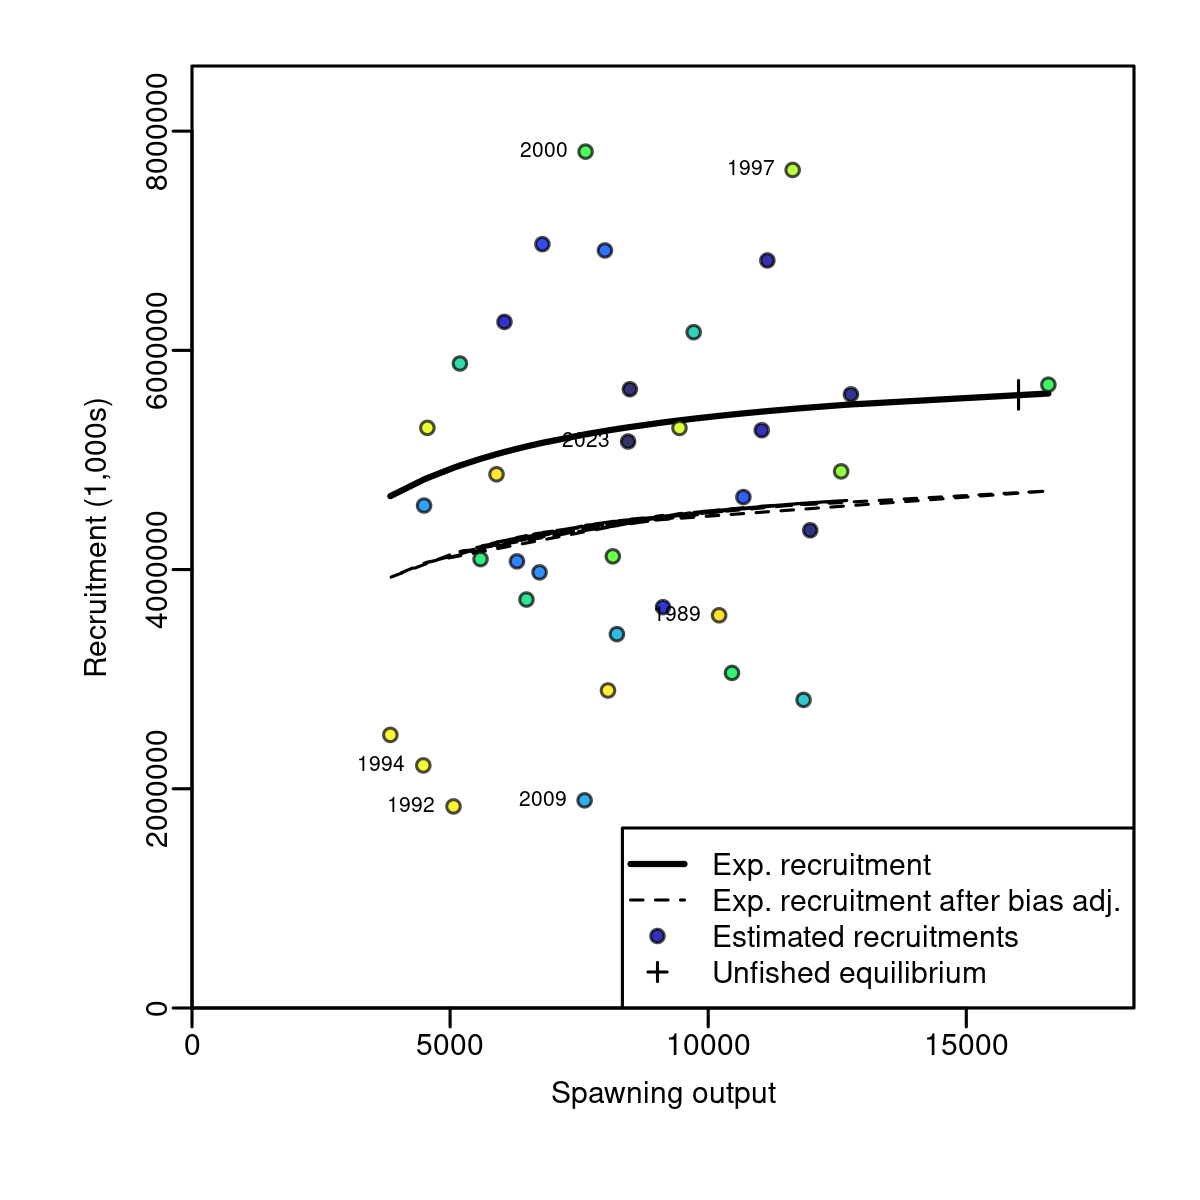 8000000
6000000
4000000
2000000
0
Recruitment (1,000s)
2000
1997
2023
1989
1994
1992
2009
Exp. recruitment
Exp. recruitment after bias adj.
Estimated recruitments
Unfished equilibrium
0
5000
10000
15000
Spawning output